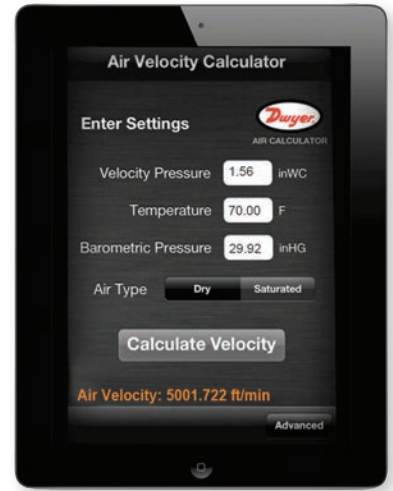 Air Velocity Calculator
Enter Settings
Dwyer
AIR CALCULATOR
Velocity Pressure 1.56 inWC
Temperature 70.00 F
Barometric Pressure 29.92 inHG
Air Type Dry Saturated
Calculate Velocity
Air Velocity: 5001.722 ft/min
Advanced